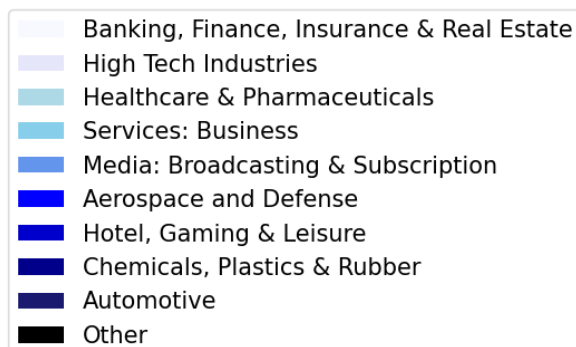 Banking, Finance, Insurance & Real Estate
High Tech Industries
Healthcare & Pharmaceuticals
Services: Business
Media: Broadcasting & Subscription
Aerospace and Defense
Hotel, Gaming & Leisure
Chemicals, Plastics & Rubber
Automotive
Other